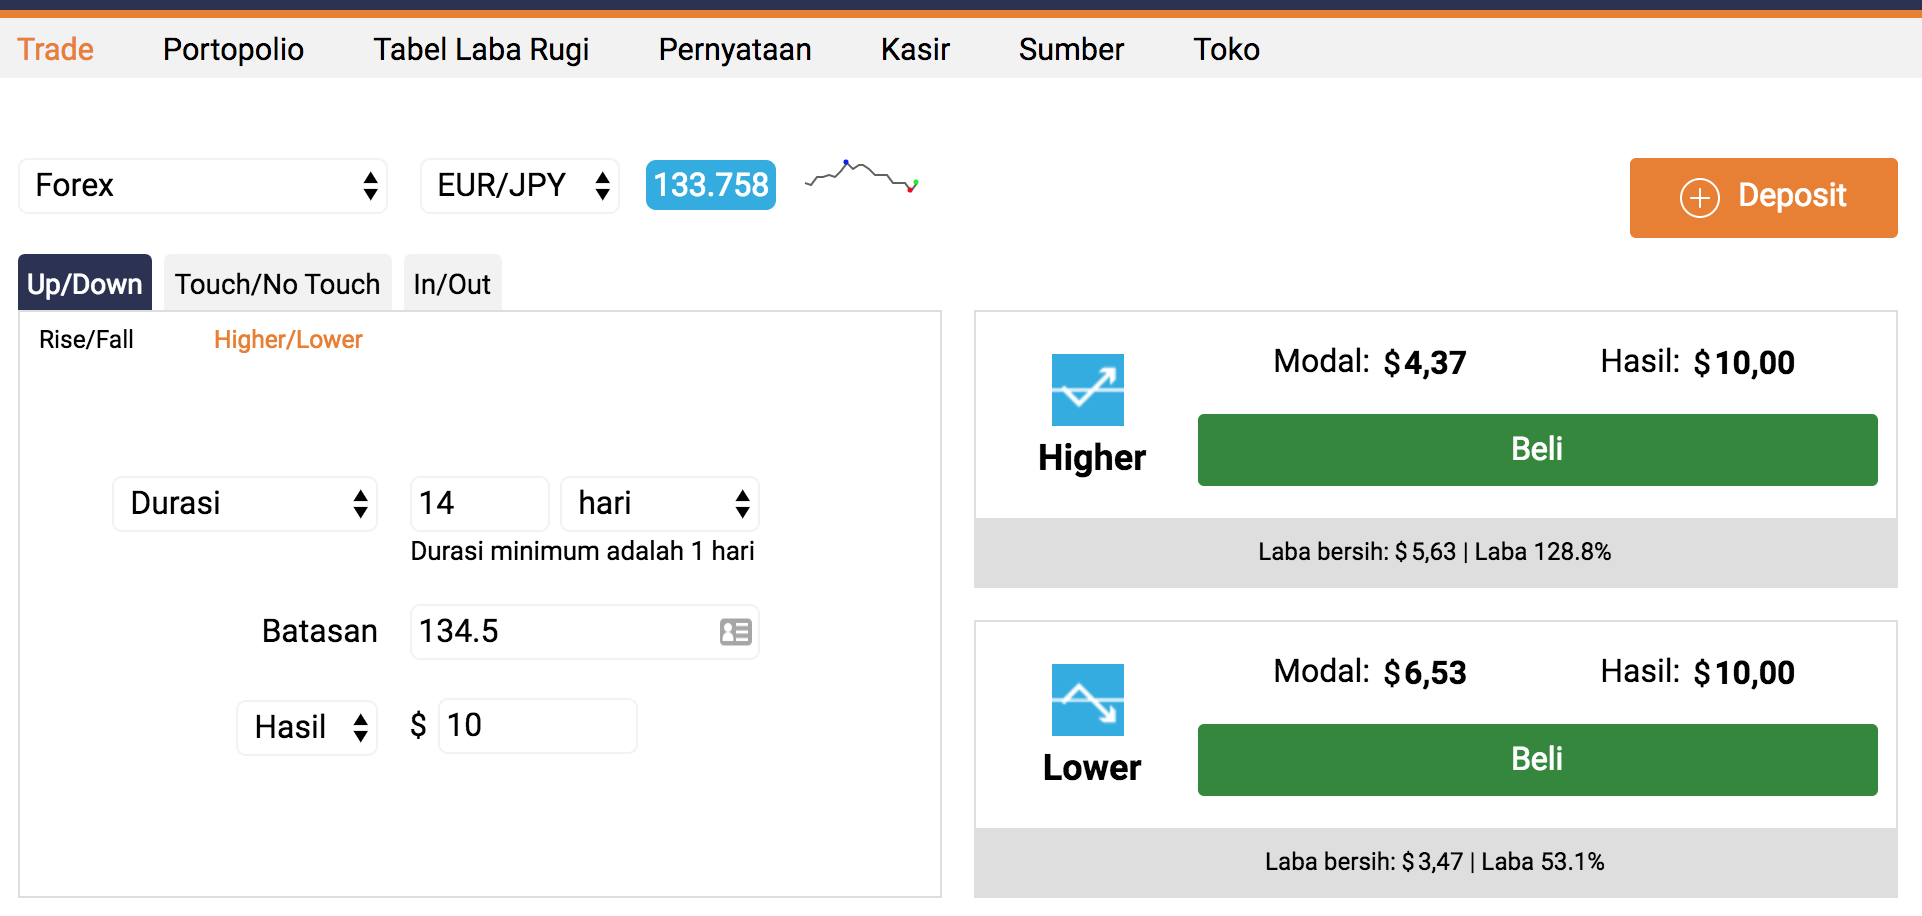 Trade Portopolio Tabel Laba Rugi Pernyataan Kasir Sumber Toko
Forex EUR/JPY 133.758
Deposit
Up/Down Touch/No Touch In/Out
Rise/Fall Higher/Lower
Durasi 14 hari
Durasi minimum adalah 1 hari
Batasan 134.5
Hasil $ 10
Modal: $4,37 Hasil: $10,00
Higher
Beli
Laba bersih: $5,63 | Laba 128.8%
Modal: $6,53 Hasil: $10,00
Lower
Beli
Laba bersih: $3,47 | Laba 53.1%